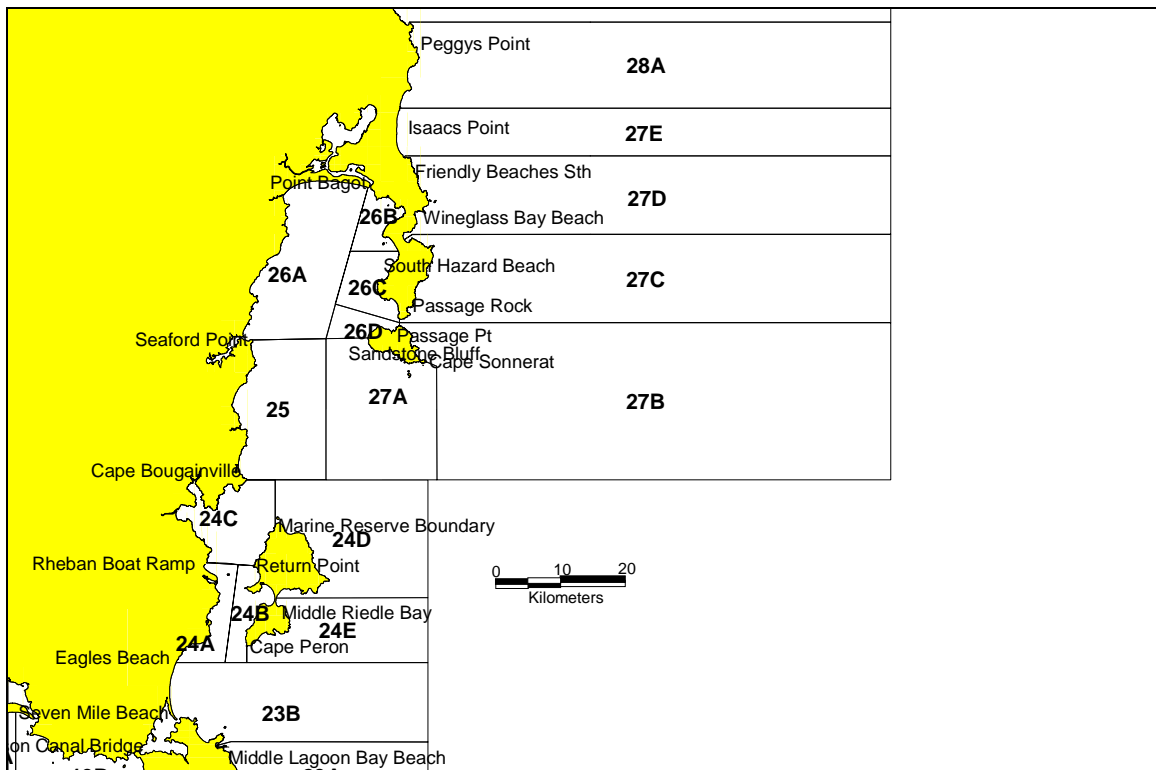 Peggys Point
28A
Isaacs Point
27E
Friendly Beaches Sth
Point Bagot
27D
26B
Wineglass Bay Beach
South Hazard Beach
26A
27C
26C
Passage Rock
26D
Passage Pt
Seaford Point
Sandstone Bluff
Cape Sonnerat
27A
27B
25
Cape Bougainville
24C
Marine Reserve Boundary
24D
Rheban Boat Ramp
Return Point
0 10 20
Kilometers
24B
Middle Riedle Bay
24E
24A
Cape Peron
Eagles Beach
Seven Mile Beach
23B
on Canal Bridge
Middle Lagoon Bay Beach